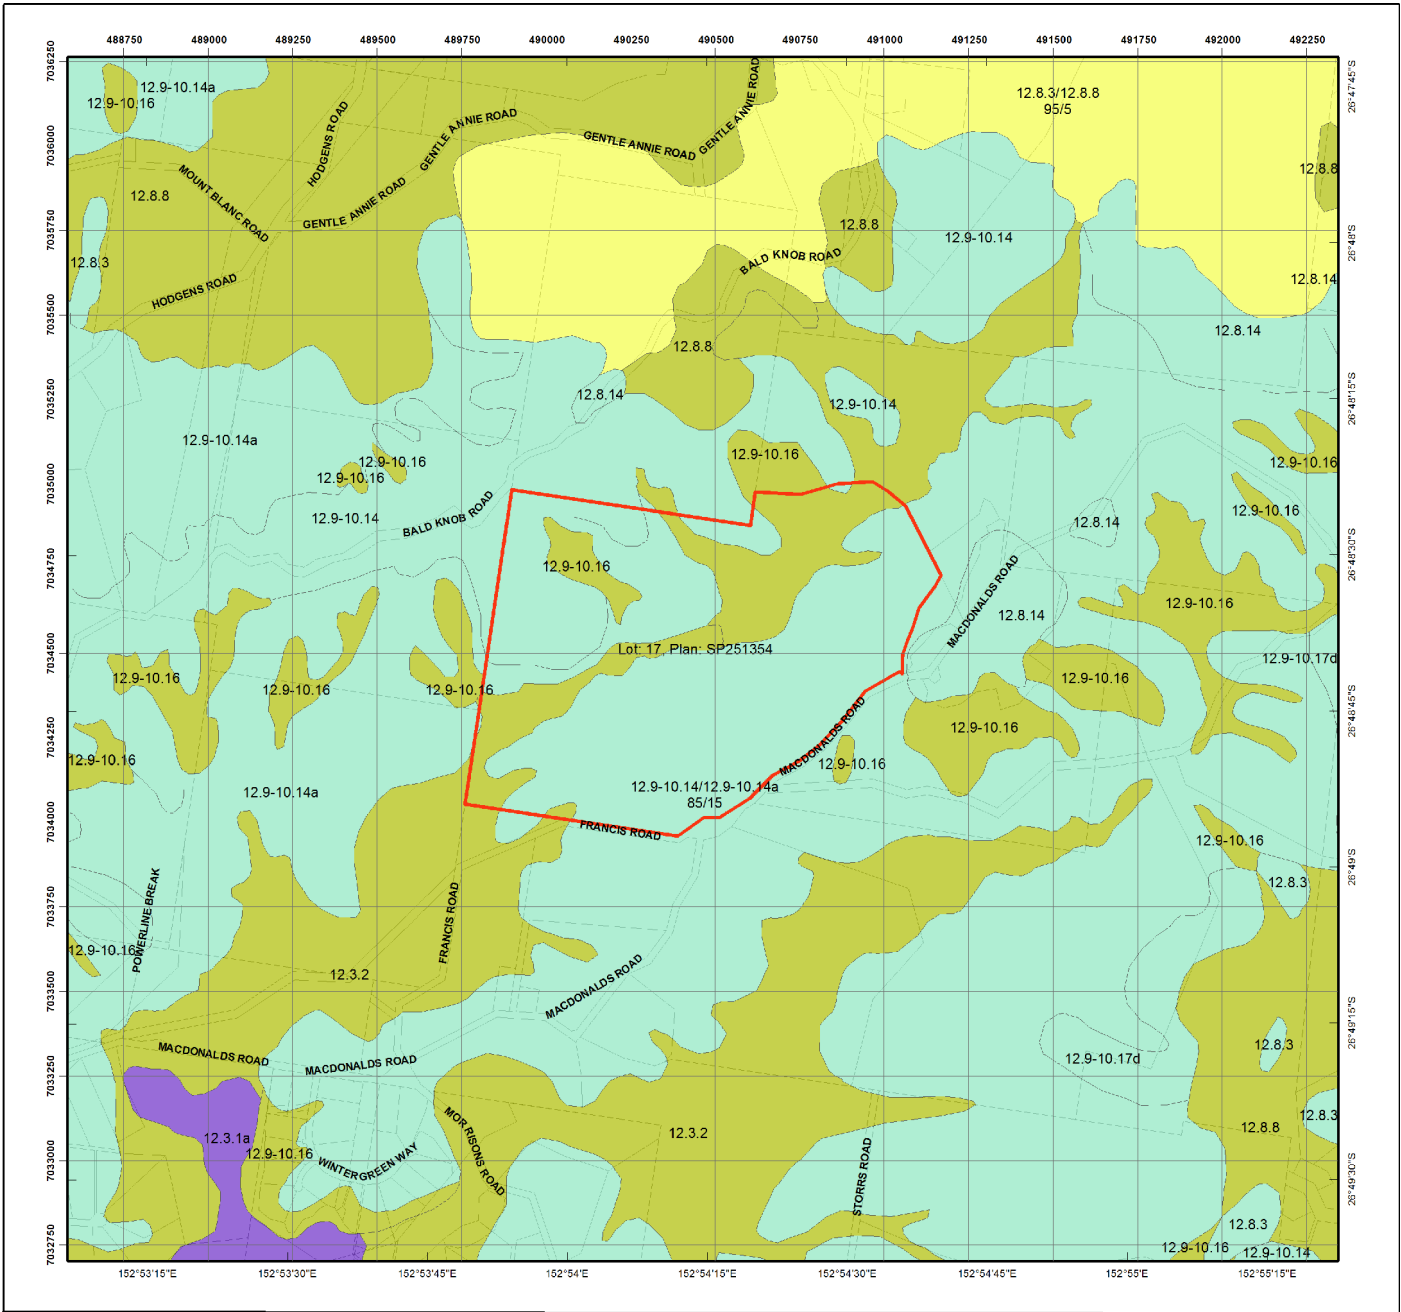 488750 489000 489250 489500 489750 490000 490250 490500 490750 491000 491250 491500 491750 492000 492250
7036250
7036000
7035750
7035500
7035250
7035000
7034750
7034500
7034250
7034000
7033750
7033500
7033250
7033000
7032750
26°47'45"S
26°48'S
26°48'15"S
26°48'30"S
26°48'45"S
26°49'S
26°49'15"S
26°49'30"S
12.9-10.14a
12.9-10.16
12.8.3/12.8.8
95/5
HODGENS ROAD
GENTLE ANNIE ROAD
GENTLE ANNIE ROAD
GENTLE ANNIE ROAD
GENTLE ANNIE ROAD
MOUNT BLANC ROAD
12.8.8
12.8.8
12.8.8
12.9-10.14
BALD KNOB ROAD
12.8.3
HODGENS ROAD
12.8.14
12.8.14
12.8.8
12.8.14
12.9-10.14
12.9-10.14a
12.9-10.16
12.9-10.16
12.9-10.16
12.9-10.16
12.9-10.14
BALD KNOB ROAD
12.9-10.16
12.8.14
12.9-10.16
MACDONALDS ROAD
12.9-10.16
12.8.14
Lot: 17 Plan: SP251354
12.9-10.17d
12.9-10.16
12.9-10.16
12.9-10.16
12.9-10.16
12.9-10.16
MACDONALDS ROAD
12.9-10.16
12.9-10.16
12.9-10.14a
12.9-10.14/12.9-10.14a
85/15
FRANCIS ROAD
12.9-10.16
12.8.3
POWERLINE BREAK
FRANCIS ROAD
12.9-10.16
12.3.2
MACDONALDS ROAD
12.8.3
12.9-10.17d
MACDONALDS ROAD
MACDONALDS ROAD
12.8.3
12.8.8
12.3.1a
12.9-10.16
WINTERGREEN WAY
MORRISONS ROAD
12.3.2
STORRS ROAD
12.8.3
12.9-10.16
12.9-10.14
152°53'15"E 152°53'30"E 152°53'45"E 152°54'E 152°54'15"E 152°54'30"E 152°54'45"E 152°55'E 152°55'15"E